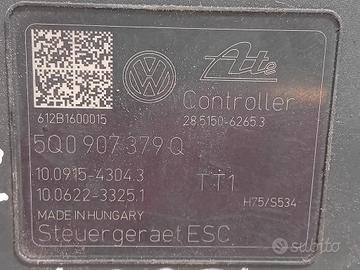 VW
Ate
Controller
612B1600015
28.5150-6265.3
5Q0 907 379 Q
10.0915-4304.3
TT1
10.0622-3325.1
H75/S534
MADE IN HUNGARY
Steuergeraet ESC
subito